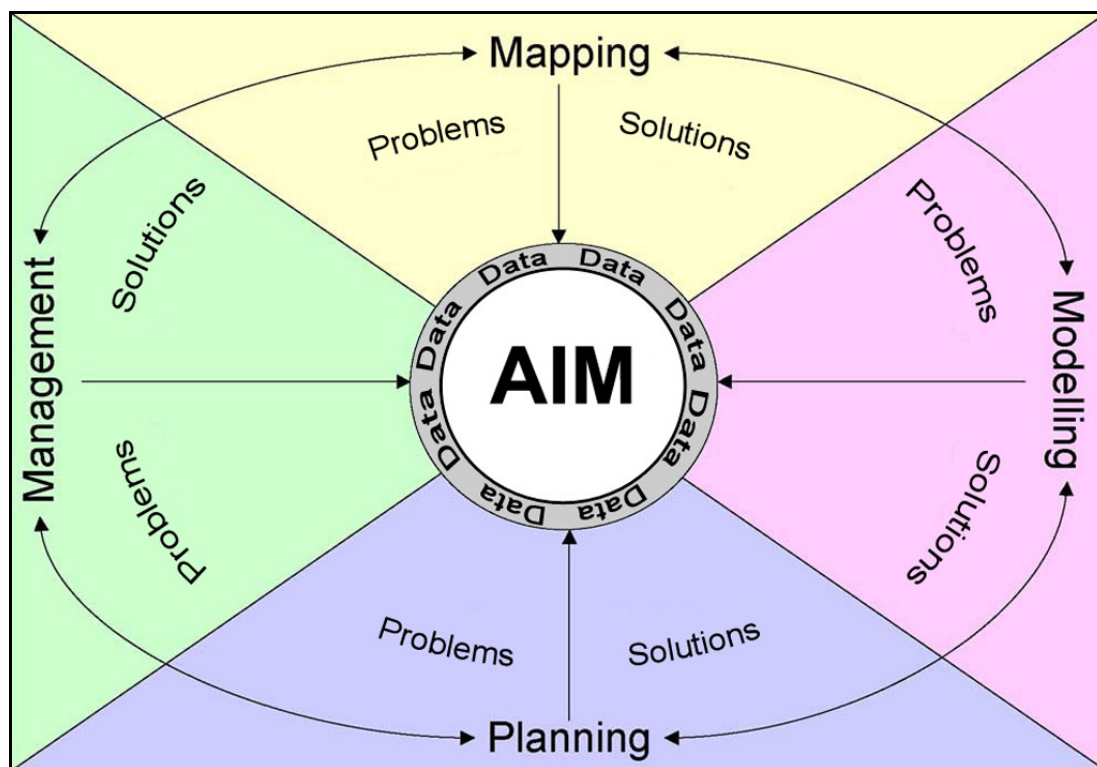 Mapping
Problems
Solutions
Solutions
Problems
Management
Modelling
Data
Data
Data
Data
Data
Data
Data
Data
AIM
Problems
Solutions
Problems
Solutions
Planning